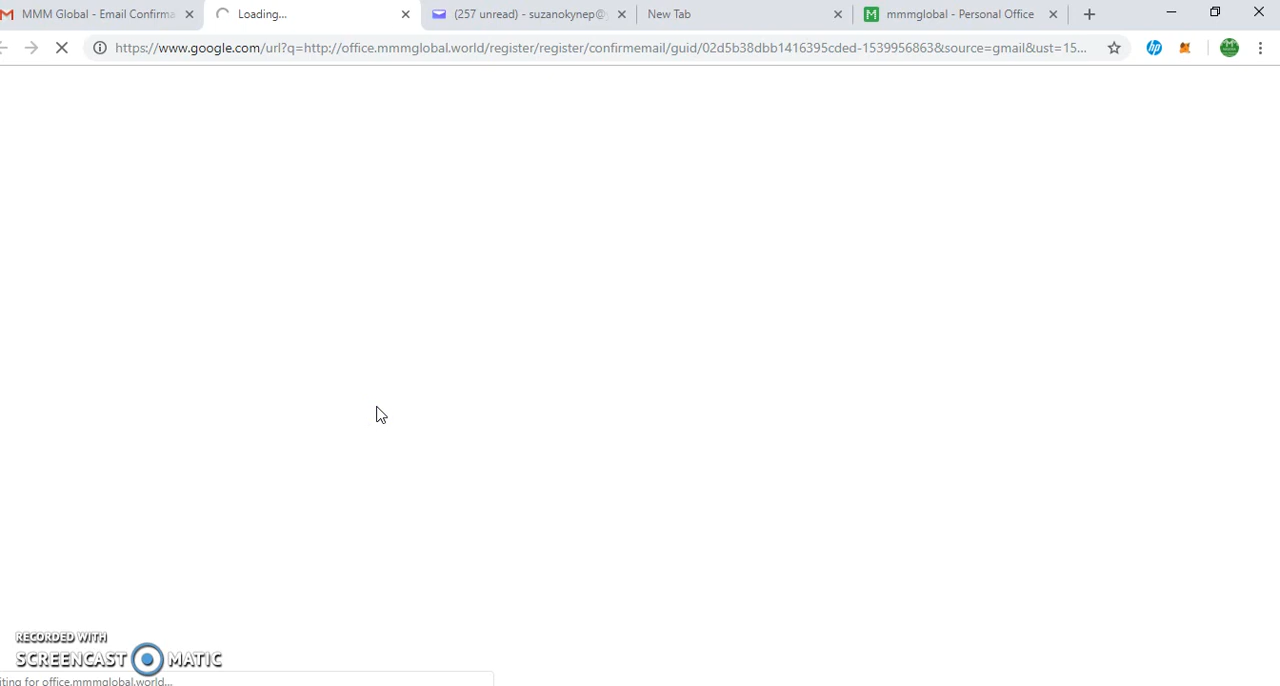 MMM Global - Email Confirma
Loading...
(257 unread) - suzanokynep@
New Tab
mmmglobal - Personal Office
https://www.google.com/url?q=http://office.mmmglobal.world/register/register/confirmemail/guid/02d5b38dbb1416395cded-1539956863&source=gmail&ust=15...
RECORDED WITH
SCREENCAST MATIC
iting for office.mmmglobal.world...